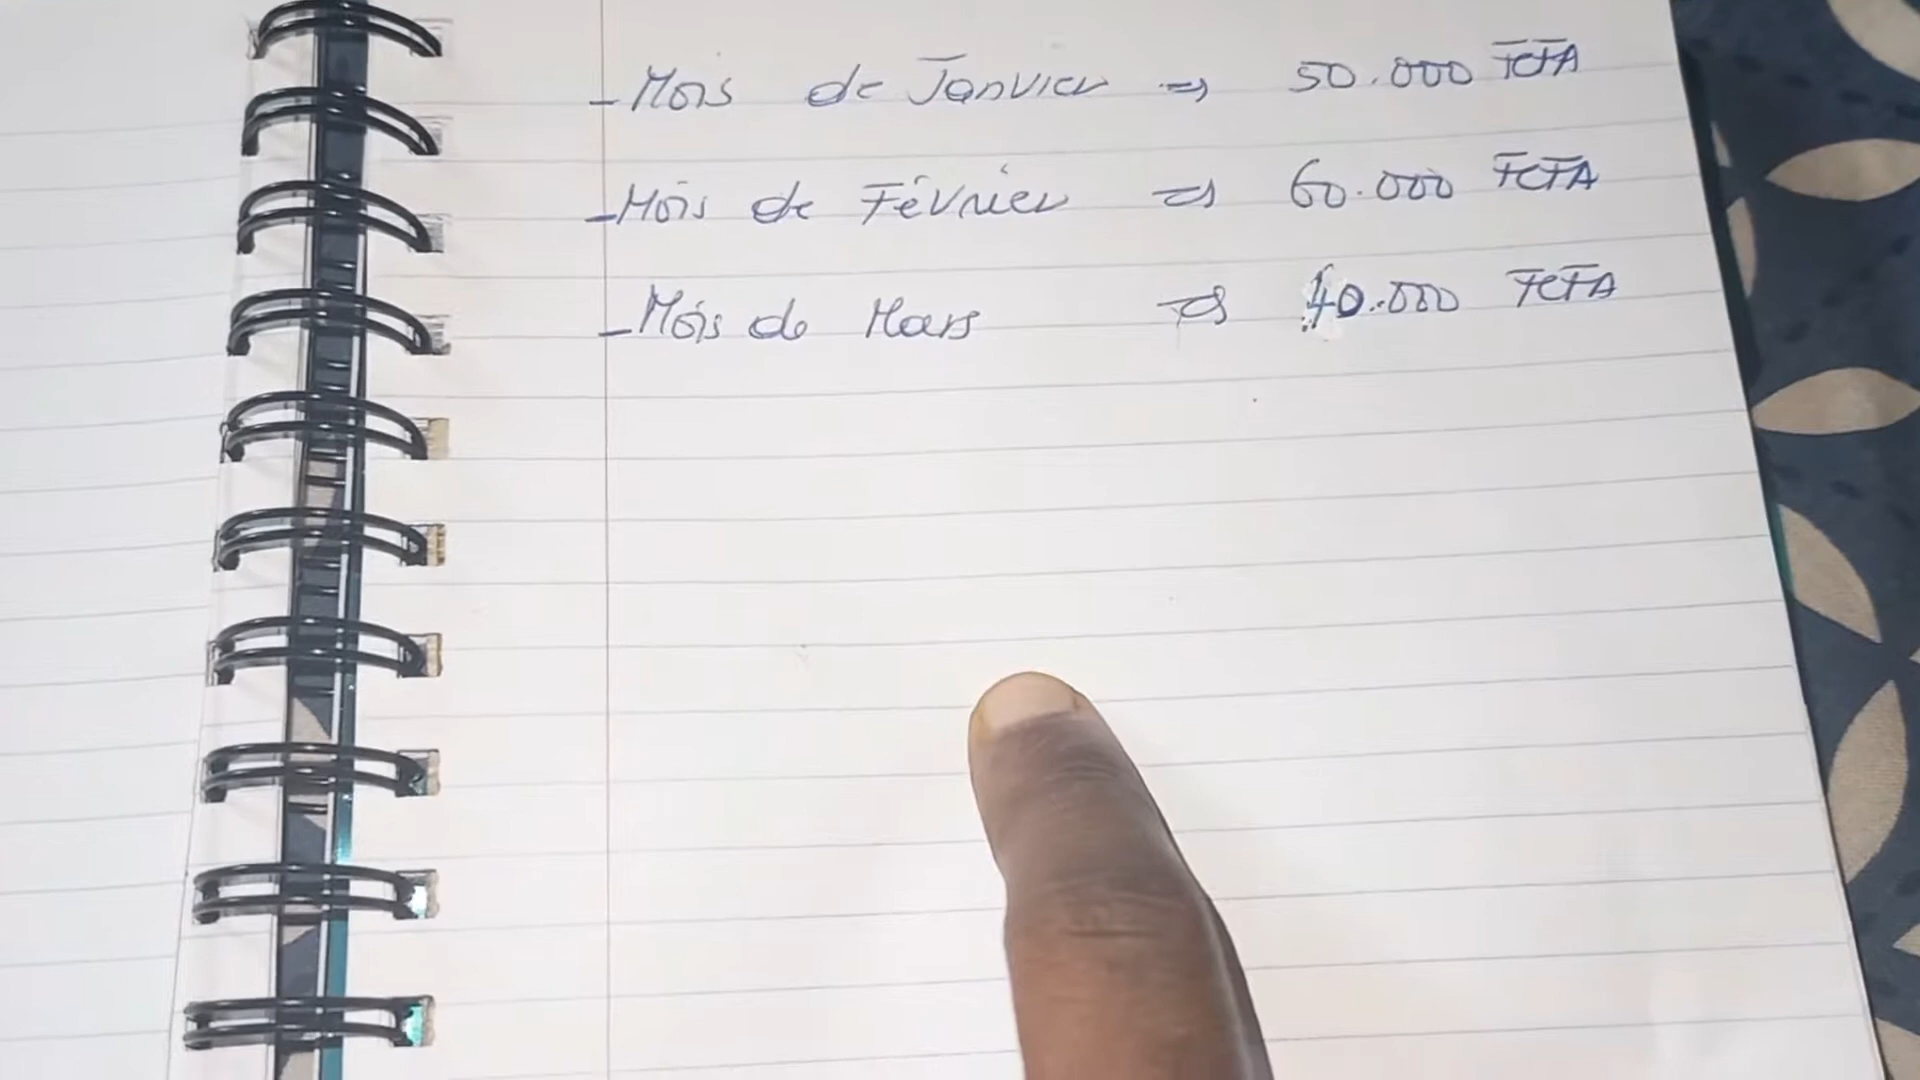 - Mois de Janvier => 50.000 FCFA
- Mois de Février => 60.000 FCFA
- Mois de Mars => 40.000 FCFA